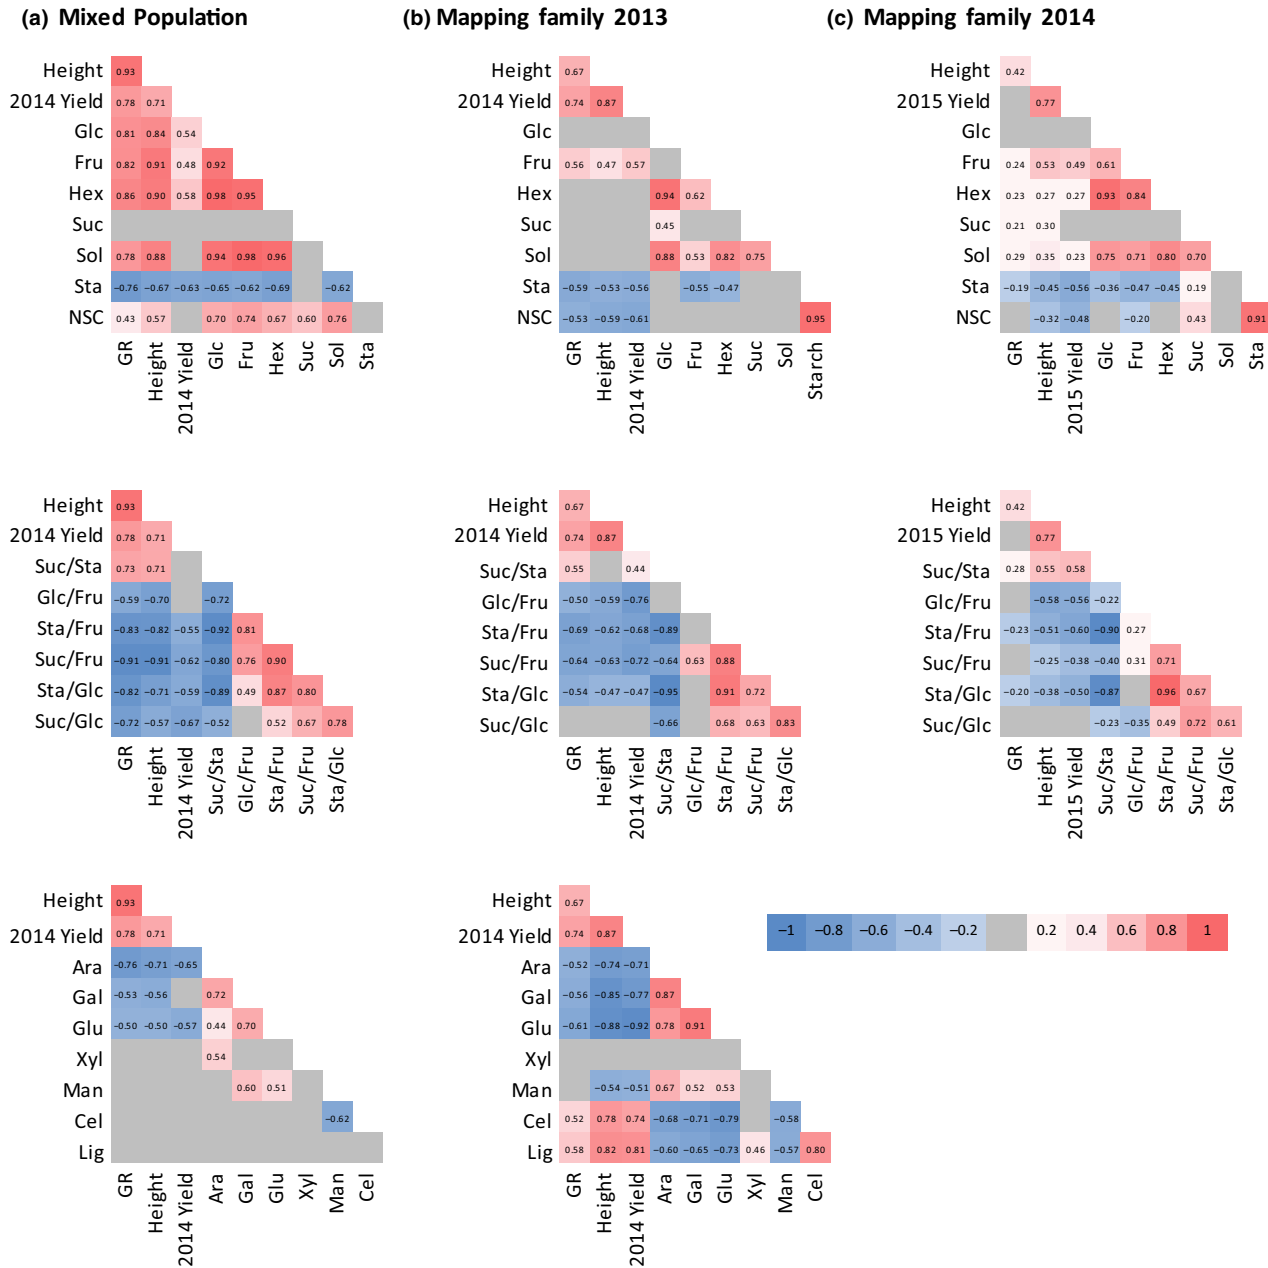 (a) Mixed Population
Height 0.93
2014 Yield 0.78 0.71
Glc 0.81 0.84 0.54
Fru 0.82 0.91 0.48 0.92
Hex 0.86 0.90 0.58 0.98 0.95
Suc
Sol 0.78 0.88 0.94 0.98 0.96
Sta −0.76 −0.67 −0.63 −0.65 −0.62 −0.69 −0.62
NSC 0.43 0.57 0.70 0.74 0.67 0.60 0.76
GR Height 2014 Yield Glc Fru Hex Suc Sol Sta
(b) Mapping family 2013
Height 0.67
2014 Yield 0.74 0.87
Glc
Fru 0.56 0.47 0.57
Hex 0.94 0.62
Suc 0.45
Sol 0.88 0.53 0.82 0.75
Sta −0.59 −0.53 −0.56 −0.55 −0.47
NSC −0.53 −0.59 −0.61 0.95
GR Height 2014 Yield Glc Fru Hex Suc Sol Starch
(c) Mapping family 2014
Height 0.42
2015 Yield 0.77
Glc
Fru 0.24 0.53 0.49 0.61
Hex 0.23 0.27 0.27 0.93 0.84
Suc 0.21 0.30
Sol 0.29 0.35 0.23 0.75 0.71 0.80 0.70
Sta −0.19 −0.45 −0.56 −0.36 −0.47 −0.45 0.19
NSC −0.32 −0.48 −0.20 0.43 0.91
GR Height 2015 Yield Glc Fru Hex Suc Sol Sta
Height 0.93
2014 Yield 0.78 0.71
Suc/Sta 0.73 0.71
Glc/Fru −0.59 −0.70 −0.72
Sta/Fru −0.83 −0.82 −0.55 −0.92 0.81
Suc/Fru −0.91 −0.91 −0.62 −0.80 0.76 0.90
Sta/Glc −0.82 −0.71 −0.59 −0.89 0.49 0.87 0.80
Suc/Glc −0.72 −0.57 −0.67 −0.52 0.52 0.67 0.78
GR Height 2014 Yield Suc/Sta Glc/Fru Sta/Fru Suc/Fru Sta/Glc
Height 0.67
2014 Yield 0.74 0.87
Suc/Sta 0.55 0.44
Glc/Fru −0.50 −0.59 −0.76
Sta/Fru −0.69 −0.62 −0.68 −0.89
Suc/Fru −0.64 −0.63 −0.72 −0.64 0.63 0.88
Sta/Glc −0.54 −0.47 −0.47 −0.95 0.91 0.72
Suc/Glc −0.66 0.68 0.63 0.83
GR Height 2014 Yield Suc/Sta Glc/Fru Sta/Fru Suc/Fru Sta/Glc
Height 0.42
2015 Yield 0.77
Suc/Sta 0.28 0.55 0.58
Glc/Fru −0.58 −0.56 −0.22
Sta/Fru −0.23 −0.51 −0.60 −0.90 0.27
Suc/Fru −0.25 −0.38 −0.40 0.31 0.71
Sta/Glc −0.20 −0.38 −0.50 −0.87 0.96 0.67
Suc/Glc −0.23 −0.35 0.49 0.72 0.61
GR Height 2015 Yield Suc/Sta Glc/Fru Sta/Fru Suc/Fru Sta/Glc
Height 0.93
2014 Yield 0.78 0.71
Ara −0.76 −0.71 −0.65
Gal −0.53 −0.56 0.72
Glu −0.50 −0.50 −0.57 0.44 0.70
Xyl 0.54
Man 0.60 0.51
Cel −0.62
Lig
GR Height 2014 Yield Ara Gal Glu Xyl Man Cel
Height 0.67
2014 Yield 0.74 0.87
Ara −0.52 −0.74 −0.71
Gal −0.56 −0.85 −0.77 0.87
Glu −0.61 −0.88 −0.92 0.78 0.91
Xyl
Man −0.54 −0.51 0.67 0.52 0.53
Cel 0.52 0.78 0.74 −0.68 −0.71 −0.79 −0.58
Lig 0.58 0.82 0.81 −0.60 −0.65 −0.73 0.46 −0.57 0.80
GR Height 2014 Yield Ara Gal Glu Xyl Man Cel
−1 −0.8 −0.6 −0.4 −0.2 0.2 0.4 0.6 0.8 1